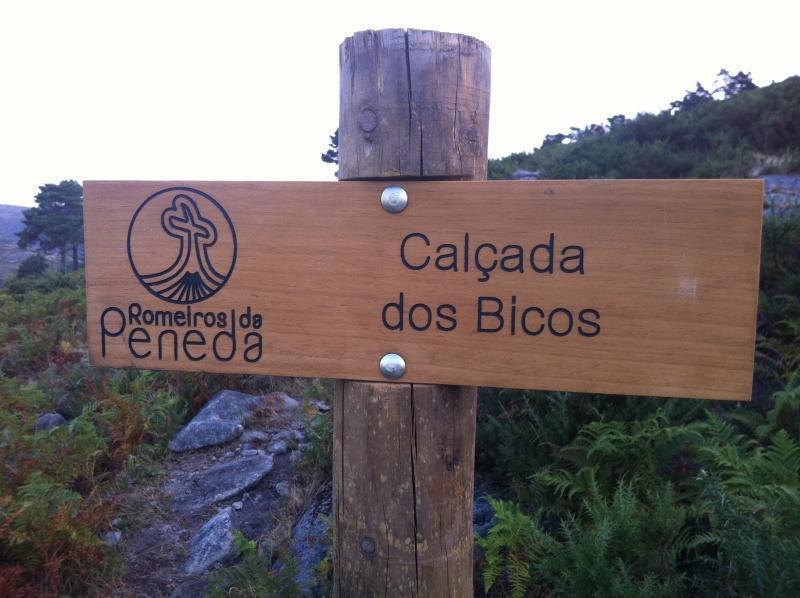 Romeiros da
Peneda
Calçada
dos Bicos